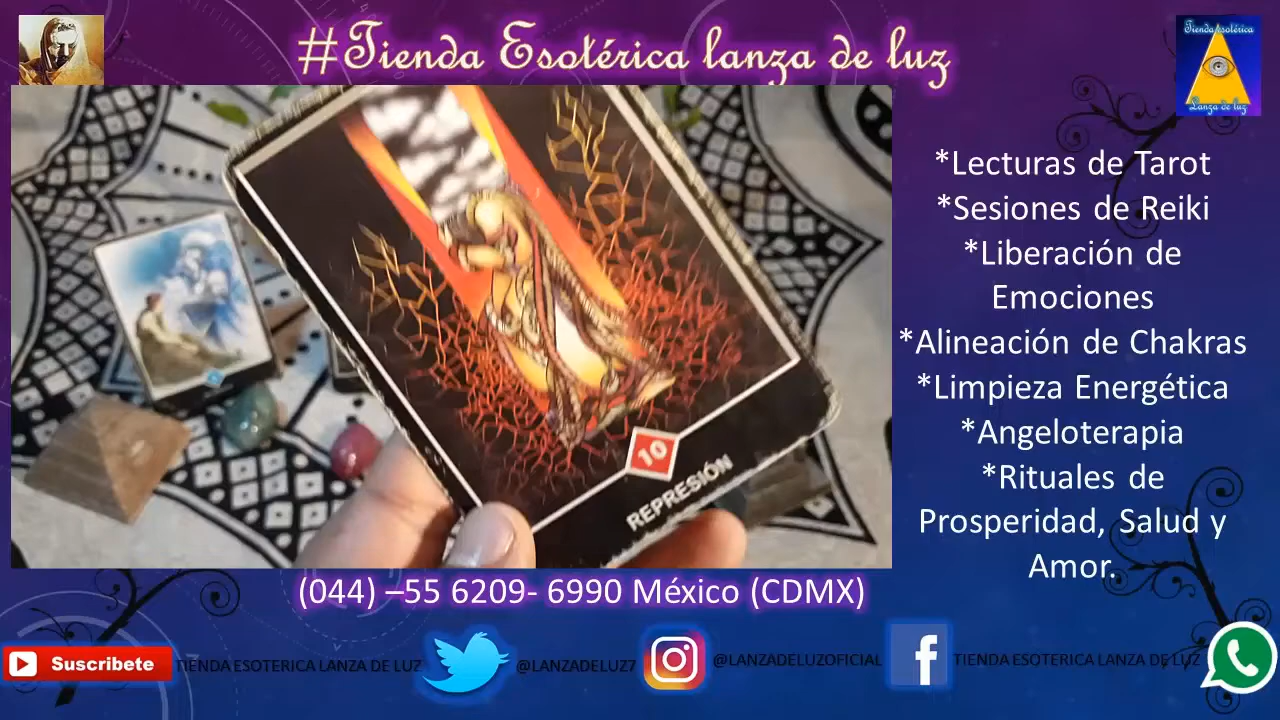 #Tienda Esotérica lanza de luz
Tienda Esotérica
Lanza de luz
*Lecturas de Tarot
*Sesiones de Reiki
*Liberación de
Emociones
*Alineación de Chakras
*Limpieza Energética
*Angeloterapia
*Rituales de
Prosperidad, Salud y
Amor.
10
REPRESIÓN
(044) –55 6209- 6990 México (CDMX)
Suscribete
TIENDA ESOTERICA LANZA DE LUZ
@LANZADELUZ7
@LANZADELUZOFICIAL
TIENDA ESOTERICA LANZA DE LUZ